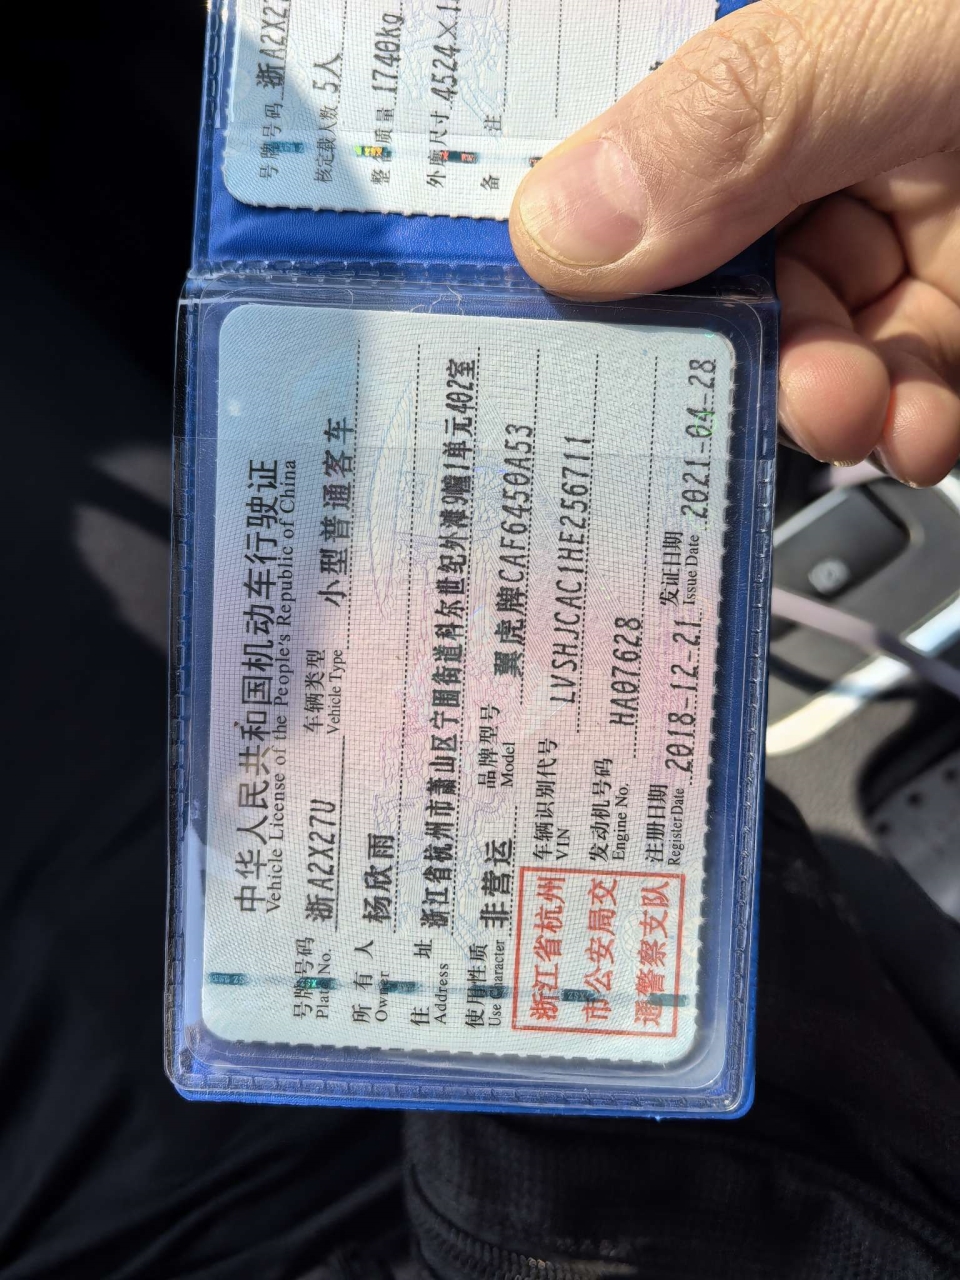 中华人民共和国机动车行驶证
Vehicle License of the People's Republic of China
号牌号码 浙A2X27U 车辆类型 小型普通客车
Plate No. Vehicle Type
所有人 杨欣雨
Owner
住址 浙江省杭州市萧山区宁围街道科尔世纪外滩9幢1单元402室
Address
使用性质 非营运 品牌型号 翼虎牌CAF6450A53
Use Character Model
车辆识别代号 LVSHJCAC1HE256711
VIN
发动机号码 HA07628
Engine No.
注册日期 2018-12-21 发证日期 2021-04-28
Register Date Issue Date
浙江省杭州
市公安局交
通警察支队
号牌号码 浙A2X27
核定载人数 5人
整备质量 1740kg
外廓尺寸 4524×1
备注